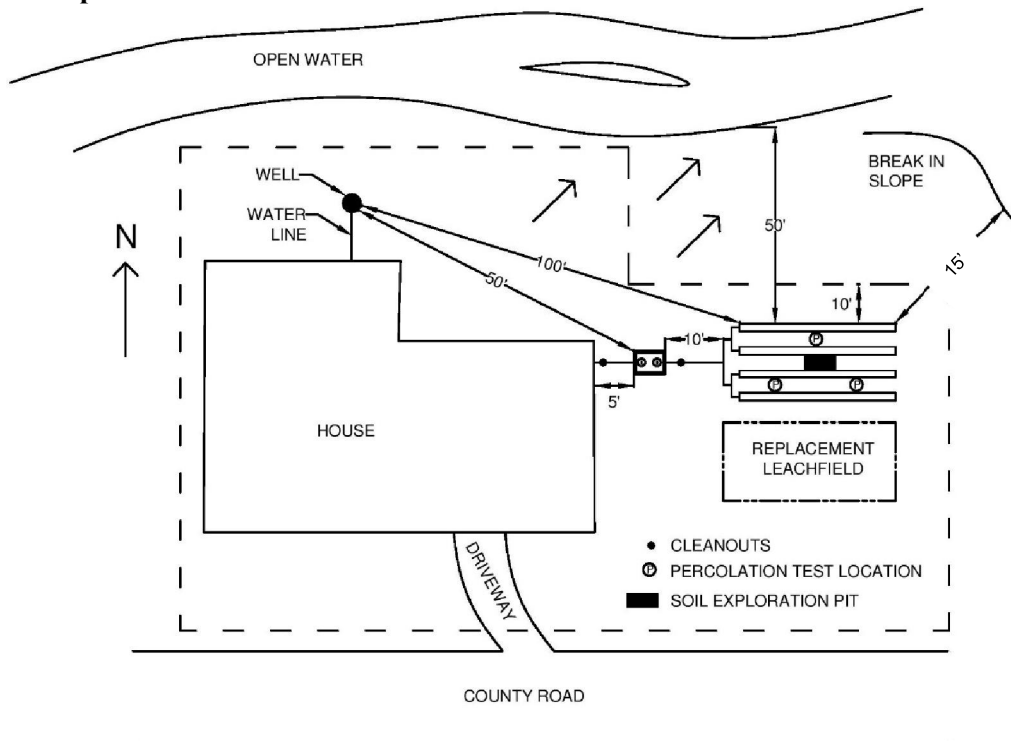 OPEN WATER
WELL
WATER
LINE
N
BREAK IN
SLOPE
50'
15'
100'
50'
10'
10'
5'
HOUSE
P
P
P
REPLACEMENT
LEACHFIELD
CLEANOUTS
P PERCOLATION TEST LOCATION
SOIL EXPLORATION PIT
DRIVEWAY
COUNTY ROAD